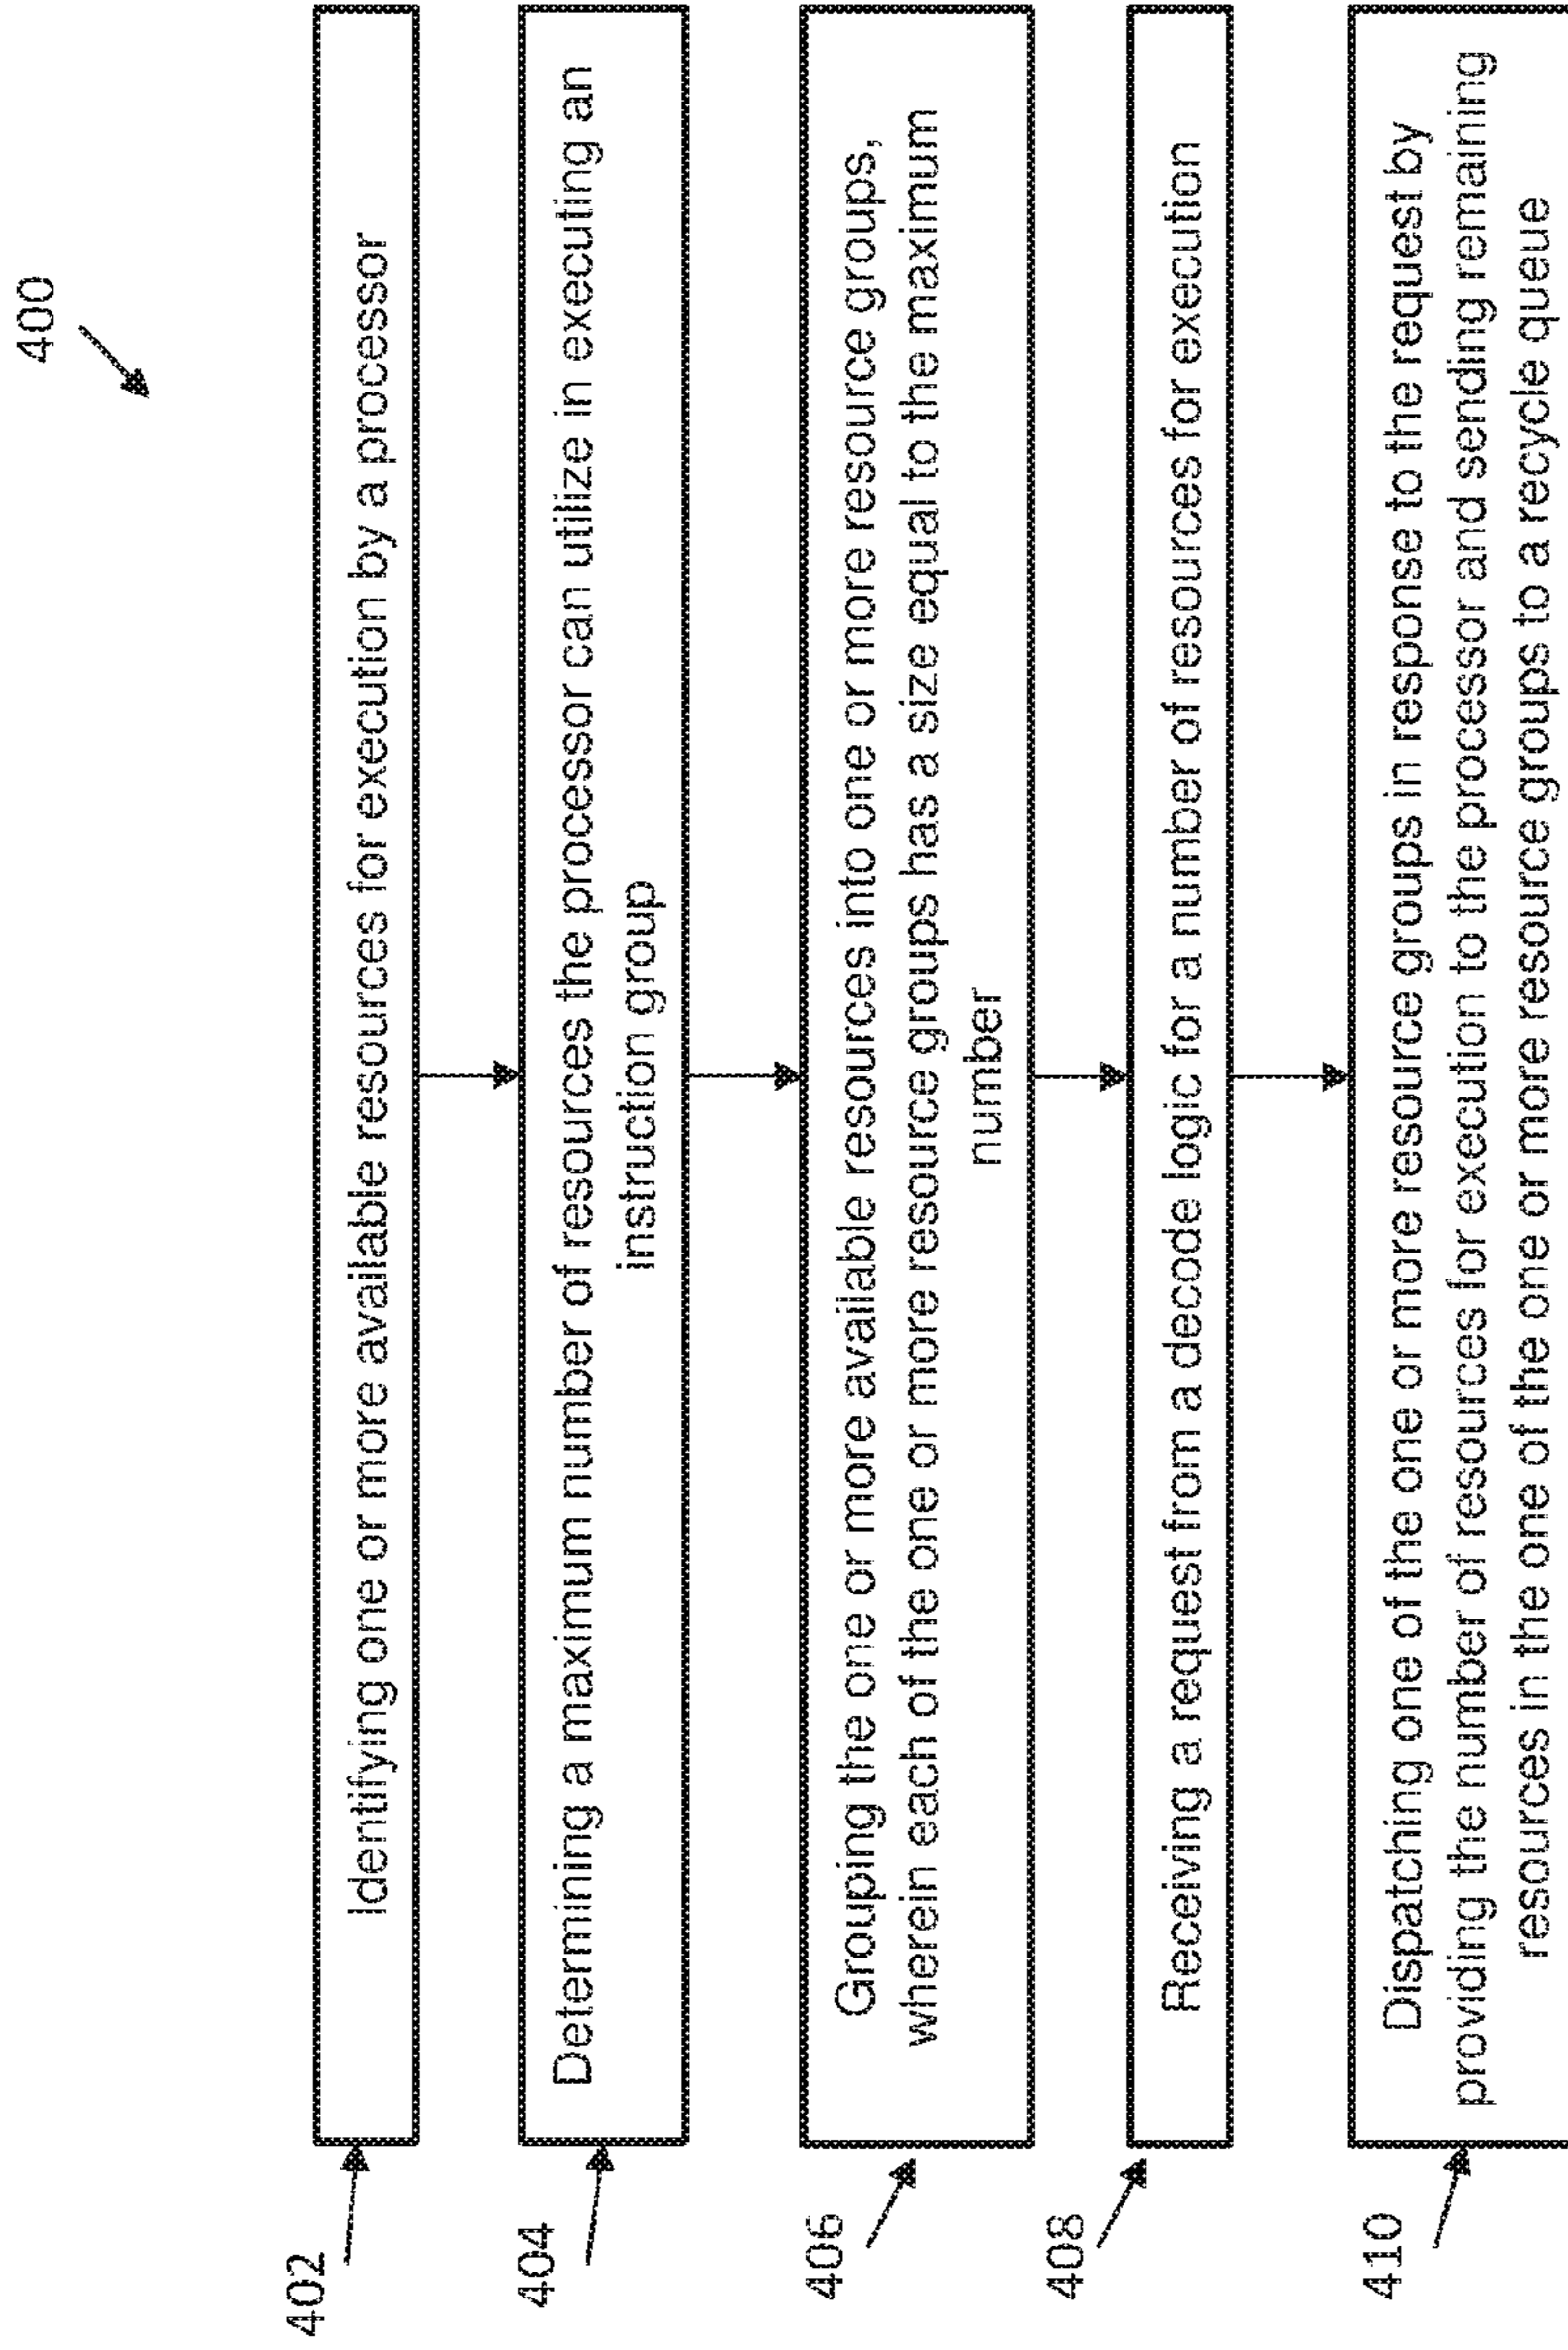 400
402
Identifying one or more available resources for execution by a processor
404
Determining a maximum number of resources the processor can utilize in executing an
instruction group
406
Grouping the one or more available resources into one or more resource groups,
wherein each of the one or more resource groups has a size equal to the maximum
number
408
Receiving a request from a decode logic for a number of resources for execution
410
Dispatching one of the one or more resource groups in response to the request by
providing the number of resources for execution to the processor and sending remaining
resources in the one of the one or more resource groups to a recycle queue